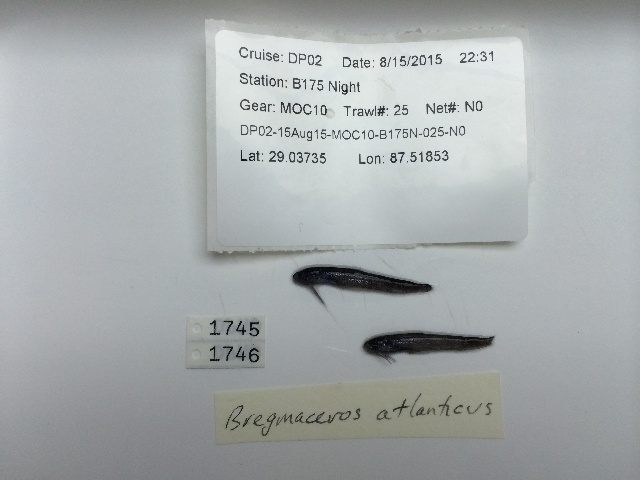 Cruise: DP02 Date: 8/15/2015 22:31
Station: B175 Night
Gear: MOC10 Trawl#: 25 Net#: N0
DP02-15Aug15-MOC10-B175N-025-N0
Lat: 29.03735 Lon: 87.51853
1745
1746
Bregmaceros atlanticus